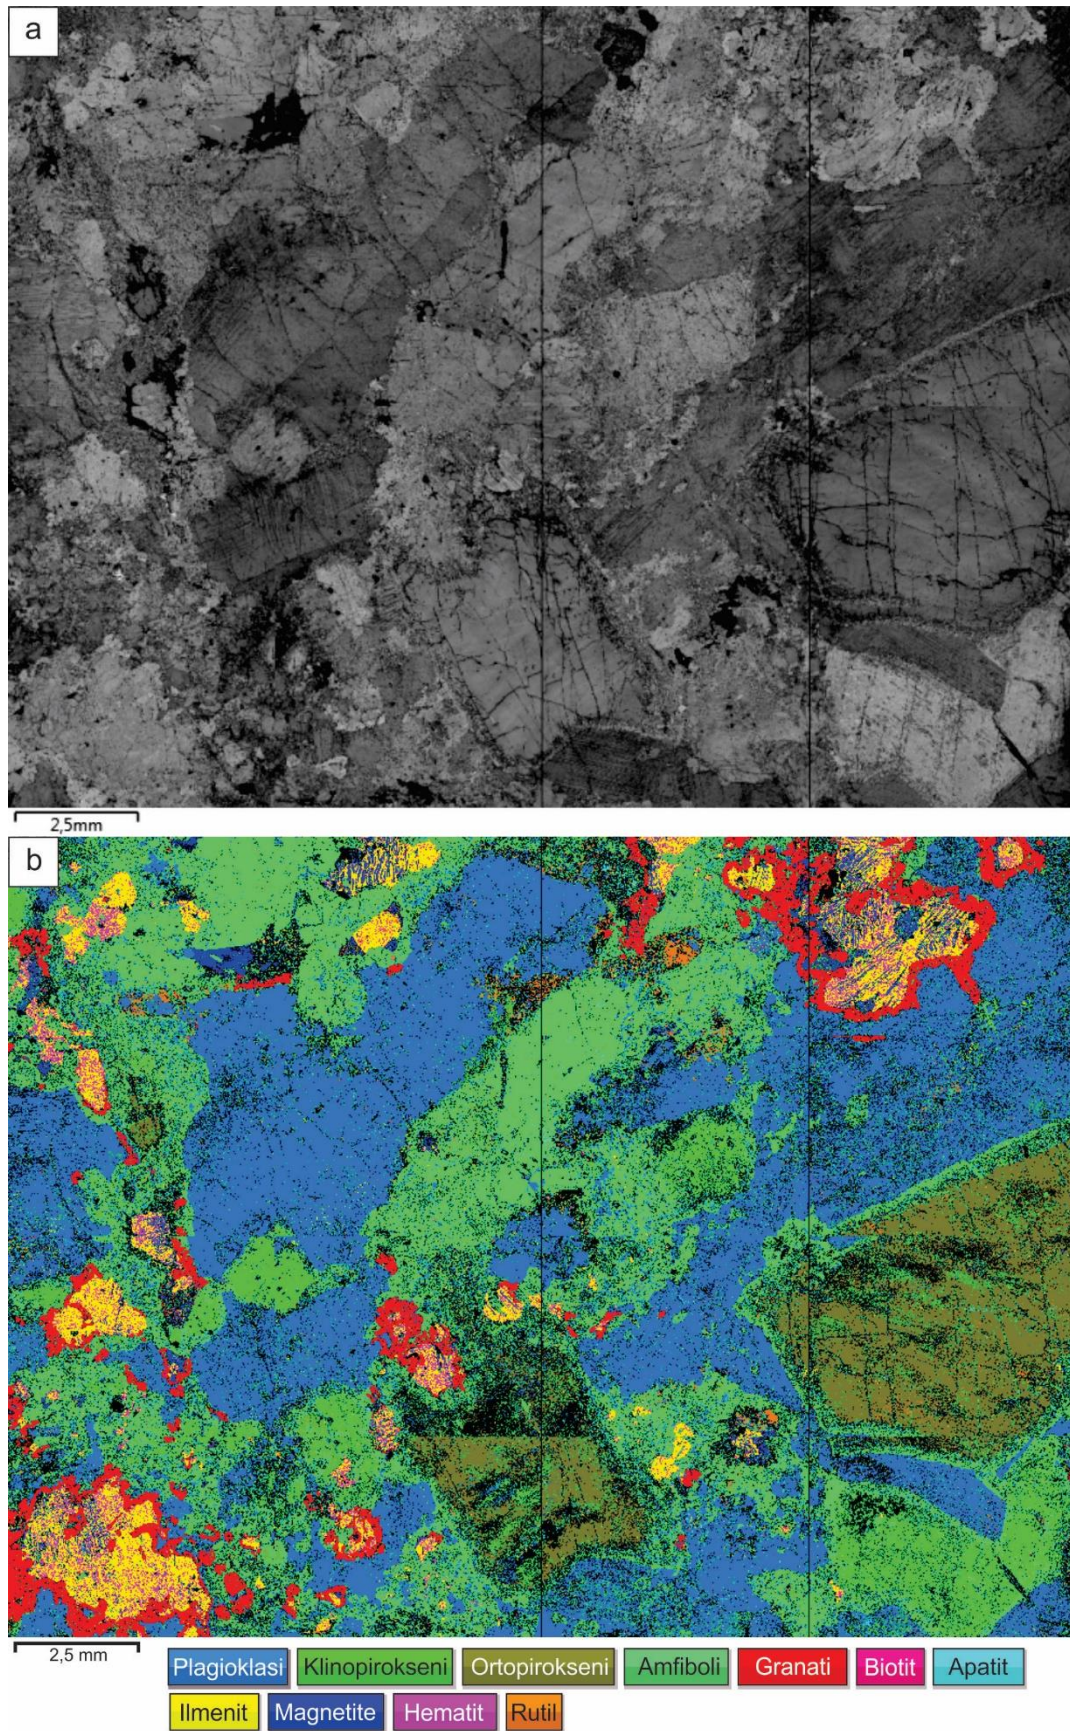 a
2,5mm
b
2,5 mm
Plagioklasi Klinopirokseni Ortopirokseni Amfiboli Granati Biotit Apatit
Ilmenit Magnetite Hematit Rutil